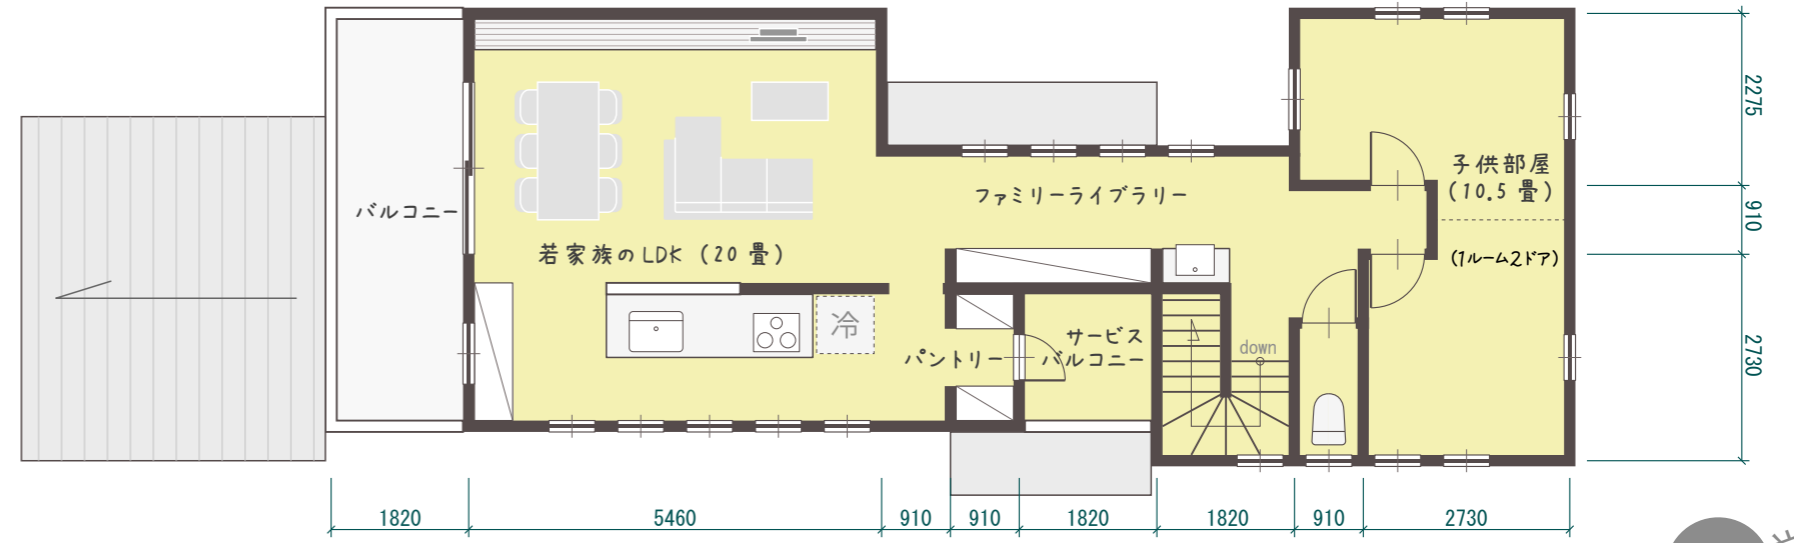 バルコニー
若家族のLDK (20 畳)
冷
ファミリーライブラリー
パントリー
サービス
バルコニー
down
子供部屋
(10.5 畳)
(1ルーム2ドア)
2275
910
2730
1820
5460
910
910
1820
1820
910
2730